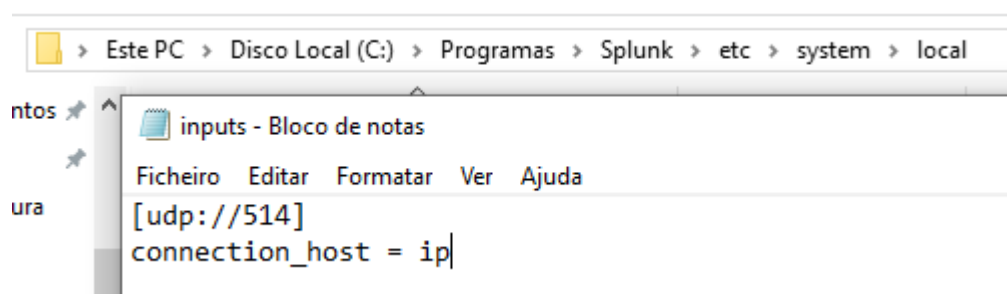 Este PC > Disco Local (C:) > Programas > Splunk > etc > system > local
ntos
inputs - Bloco de notas
Ficheiro Editar Formatar Ver Ajuda
ura
[udp://514]
connection_host = ip